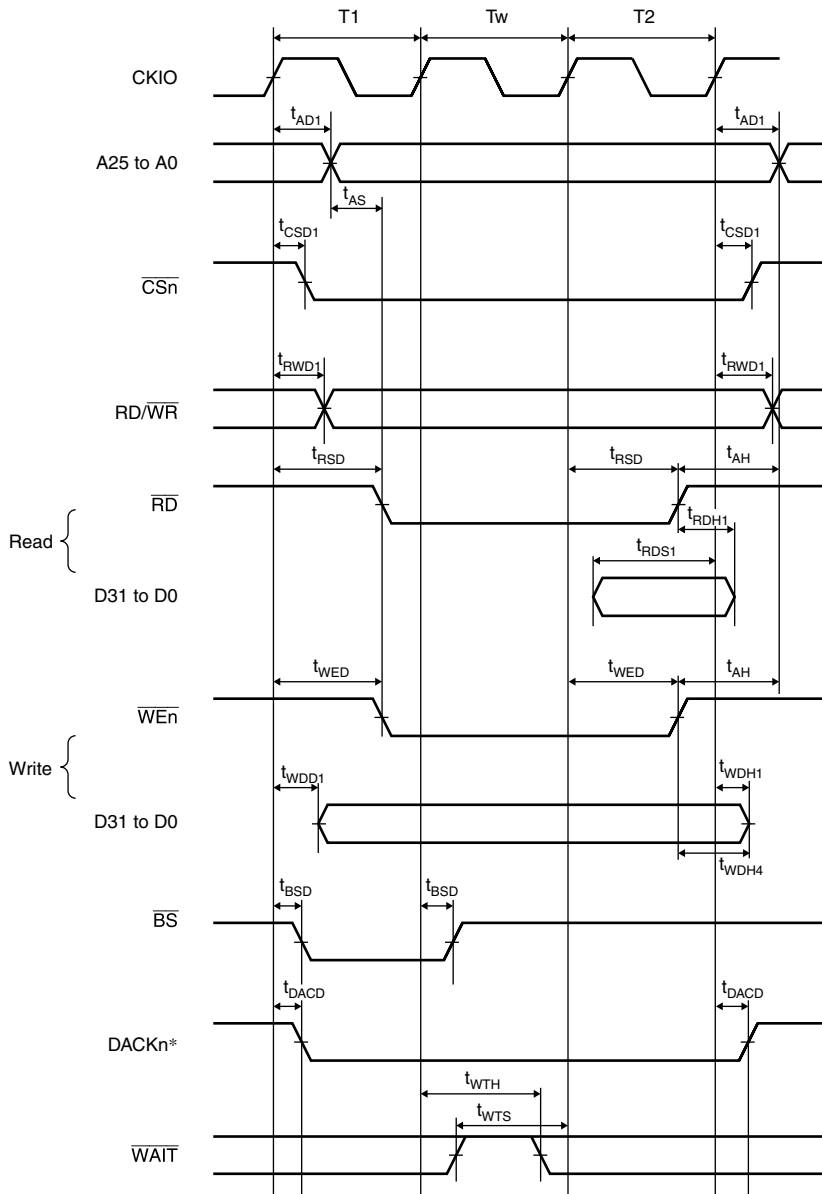 T1 Tw T2
CKIO
tAD1 tAD1
A25 to A0
tAS
tCSD1 tCSD1
CSn
tRWD1 tRWD1
RD/WR
tRSD tRSD tAH
RD
tRDH1
Read {
tRDS1
D31 to D0
tWED tWED tAH
WEn
Write {
tWDD1 tWDH1
D31 to D0
tWDH4
tBSD tBSD
BS
tDACD tDACD
DACKn*
tWTH
tWTS
WAIT